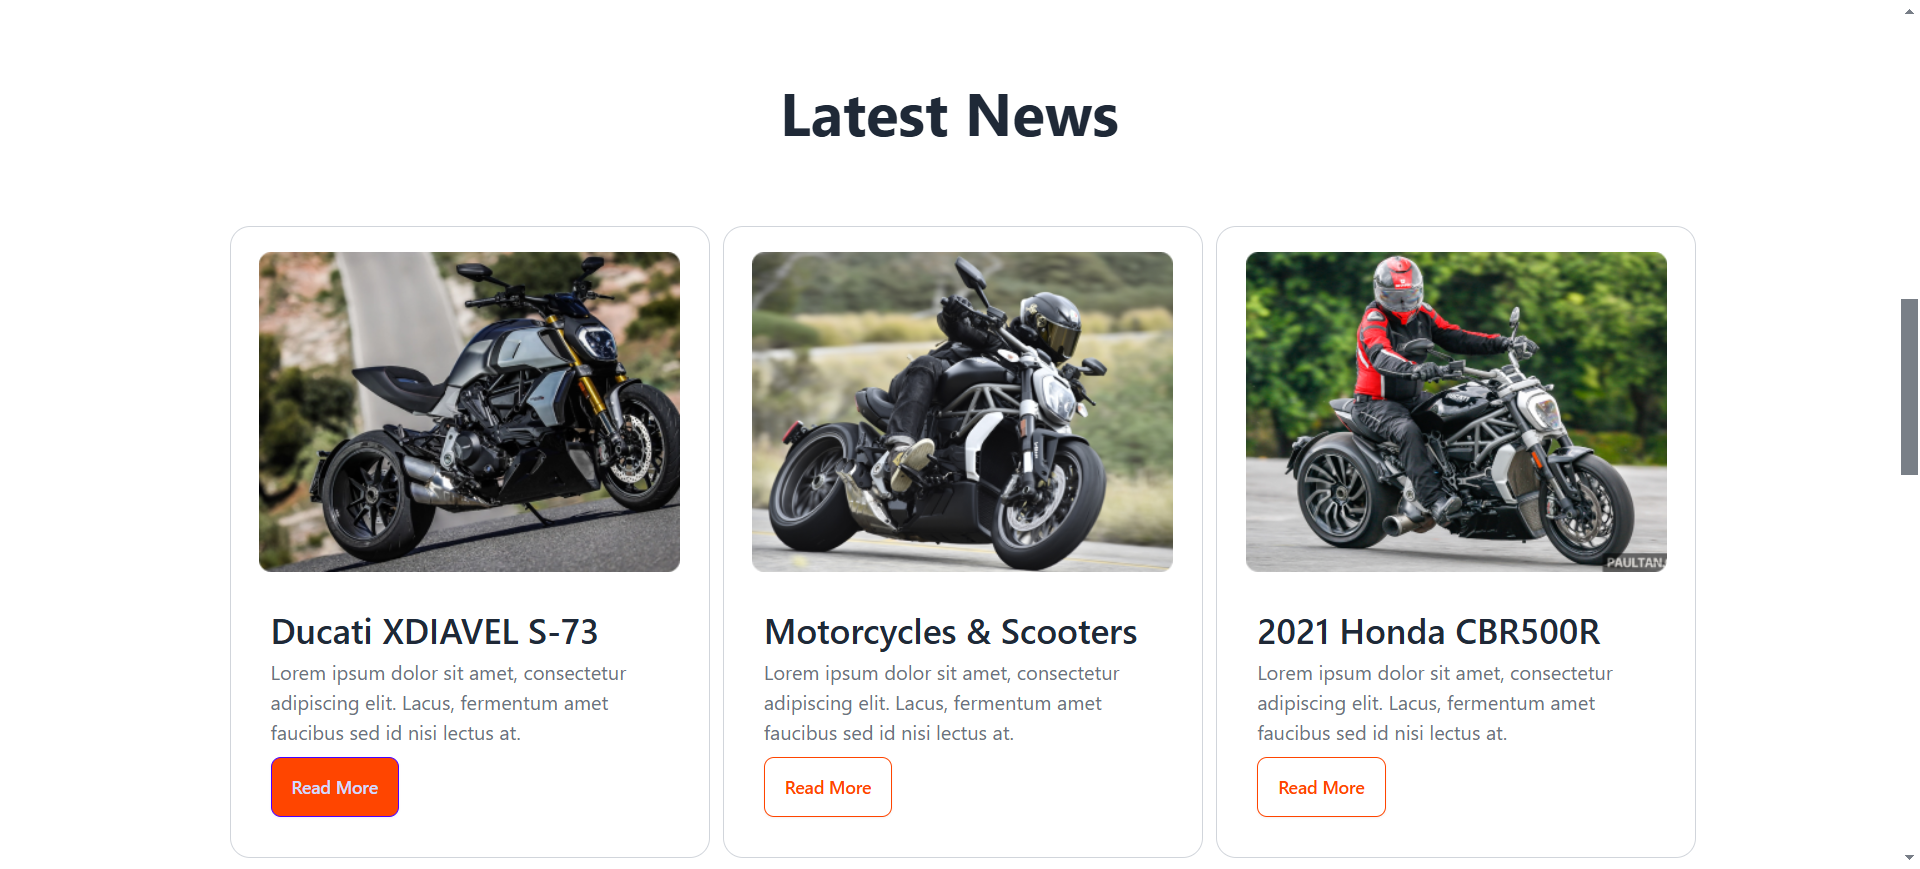 Latest News
PAULTAN
Ducati XDIAVEL S-73
Lorem ipsum dolor sit amet, consectetur
adipiscing elit. Lacus, fermentum amet
faucibus sed id nisi lectus at.
Read More
Motorcycles & Scooters
Lorem ipsum dolor sit amet, consectetur
adipiscing elit. Lacus, fermentum amet
faucibus sed id nisi lectus at.
Read More
2021 Honda CBR500R
Lorem ipsum dolor sit amet, consectetur
adipiscing elit. Lacus, fermentum amet
faucibus sed id nisi lectus at.
Read More